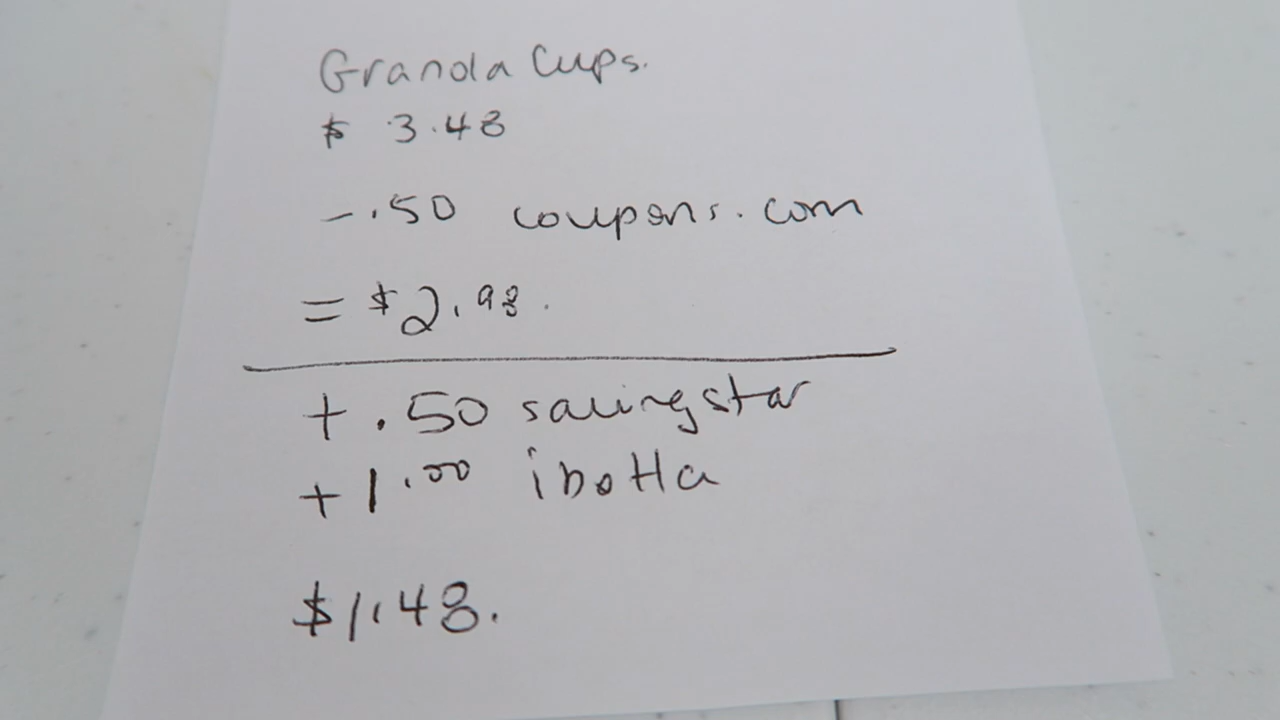 Granola Cups.
$ 3.48
-.50 coupons.com
= $2.98.
+ .50 savingstar
+ 1.00 ibotta
$1.48.